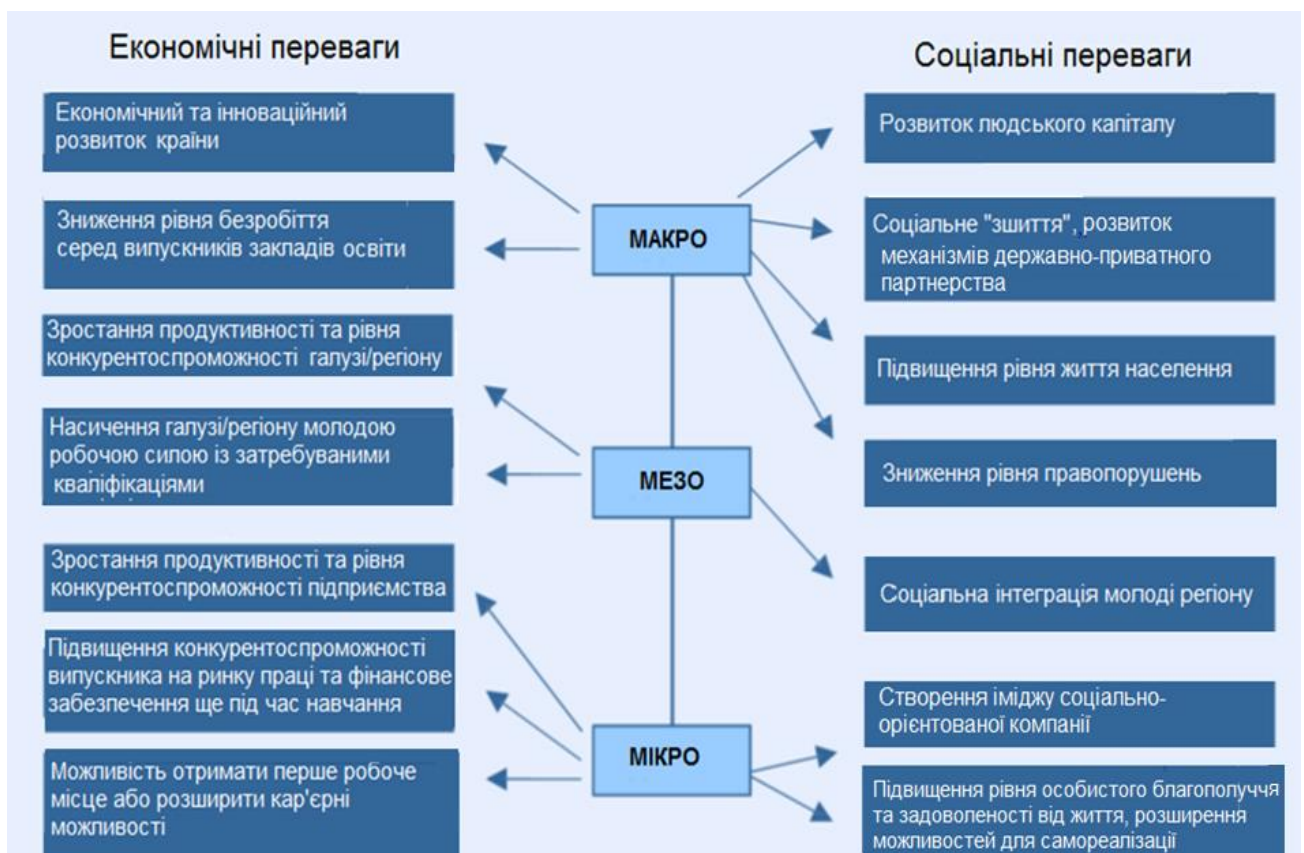 Економічні переваги
Економічний та інноваційний
розвиток країни
Зниження рівня безробіття
серед випускників закладів освіти
Зростання продуктивності та рівня
конкурентоспроможності галузі/регіону
Насичення галузі/регіону молодою
робочою силою із затребуваними
кваліфікаціями
Зростання продуктивності та рівня
конкурентоспроможності підприємства
Підвищення конкурентоспроможності
випускника на ринку праці та фінансове
забезпечення ще під час навчання
Можливість отримати перше робоче
місце або розширити кар'єрні
можливості
МАКРО
МЕЗО
МІКРО
Соціальні переваги
Розвиток людського капіталу
Соціальне "зшиття", розвиток
механізмів державно-приватного
партнерства
Підвищення рівня життя населення
Зниження рівня правопорушень
Соціальна інтеграція молоді регіону
Створення іміджу соціально-
орієнтованої компанії
Підвищення рівня особистого благополуччя
та задоволеності від життя, розширення
можливостей для самореалізації